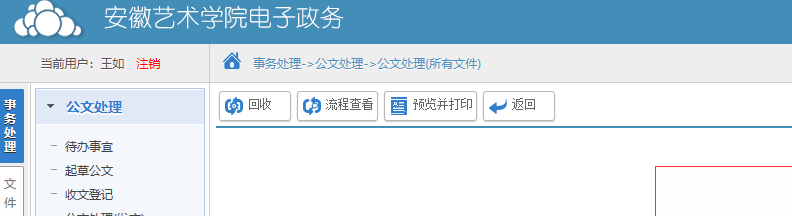 安徽艺术学院电子政务
当前用户：王如 注销
事务处理->公文处理->公文处理(所有文件)
事务处理
文件
公文处理
待办事宜
起草公文
收文登记
回收 流程查看 预览并打印 返回